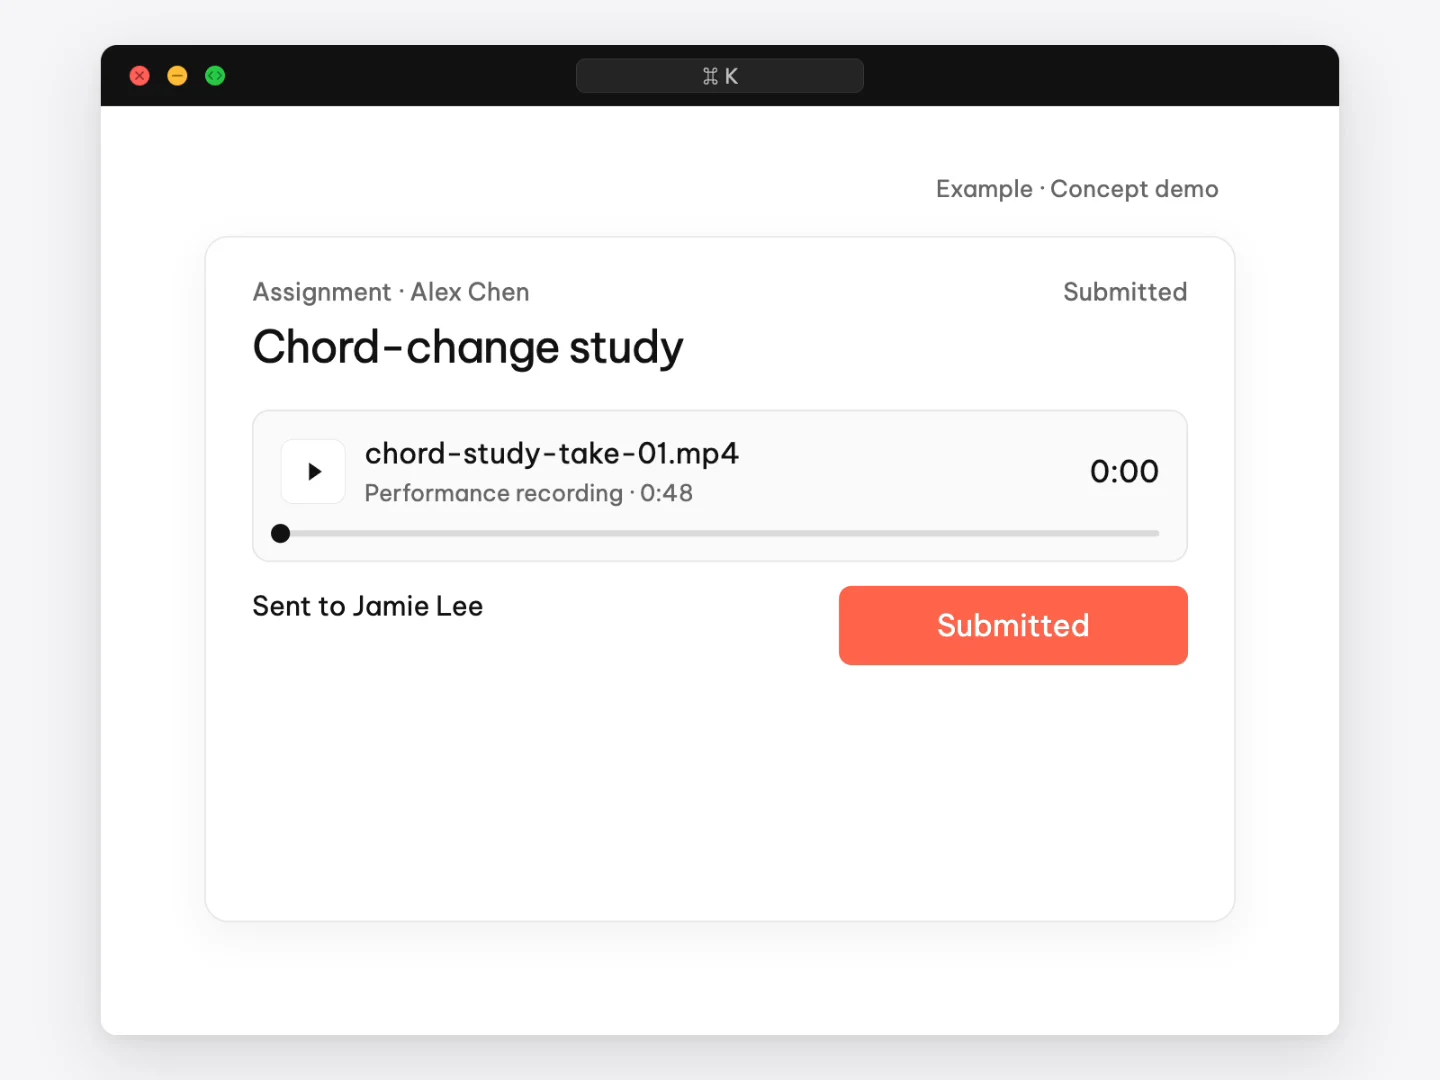 ⌘ K
Example · Concept demo
Assignment · Alex Chen
Submitted
Chord-change study
chord-study-take-01.mp4
Performance recording · 0:48
0:00
Sent to Jamie Lee
Submitted